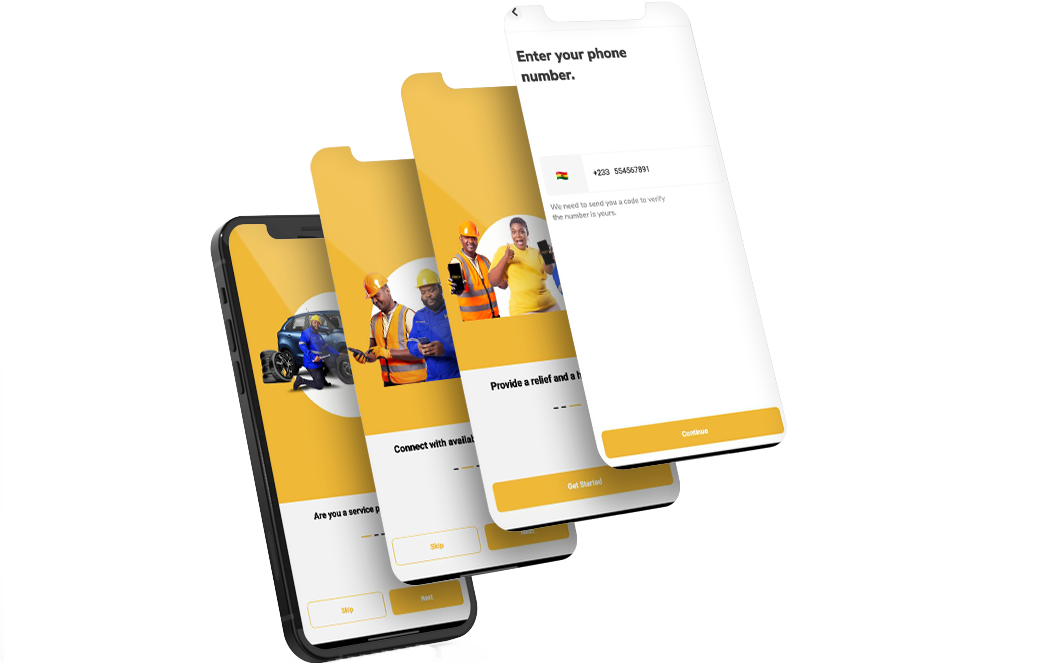 Enter your phone
number.
+233 554567891
We need to send you a code to verify
the number is yours.
Continue
Provide a relief and a
Get Started
Connect with
Skip
Next
Are you a service
Skip
Next